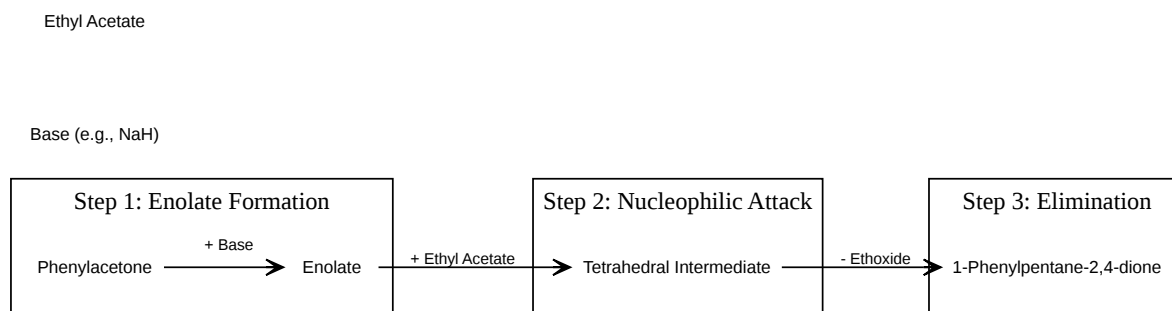 Ethyl Acetate
Base (e.g., NaH)
Step 1: Enolate Formation
Step 2: Nucleophilic Attack
Step 3: Elimination
+ Base
+ Ethyl Acetate
- Ethoxide
Phenylacetone
Enolate
Tetrahedral Intermediate
1-Phenylpentane-2,4-dione